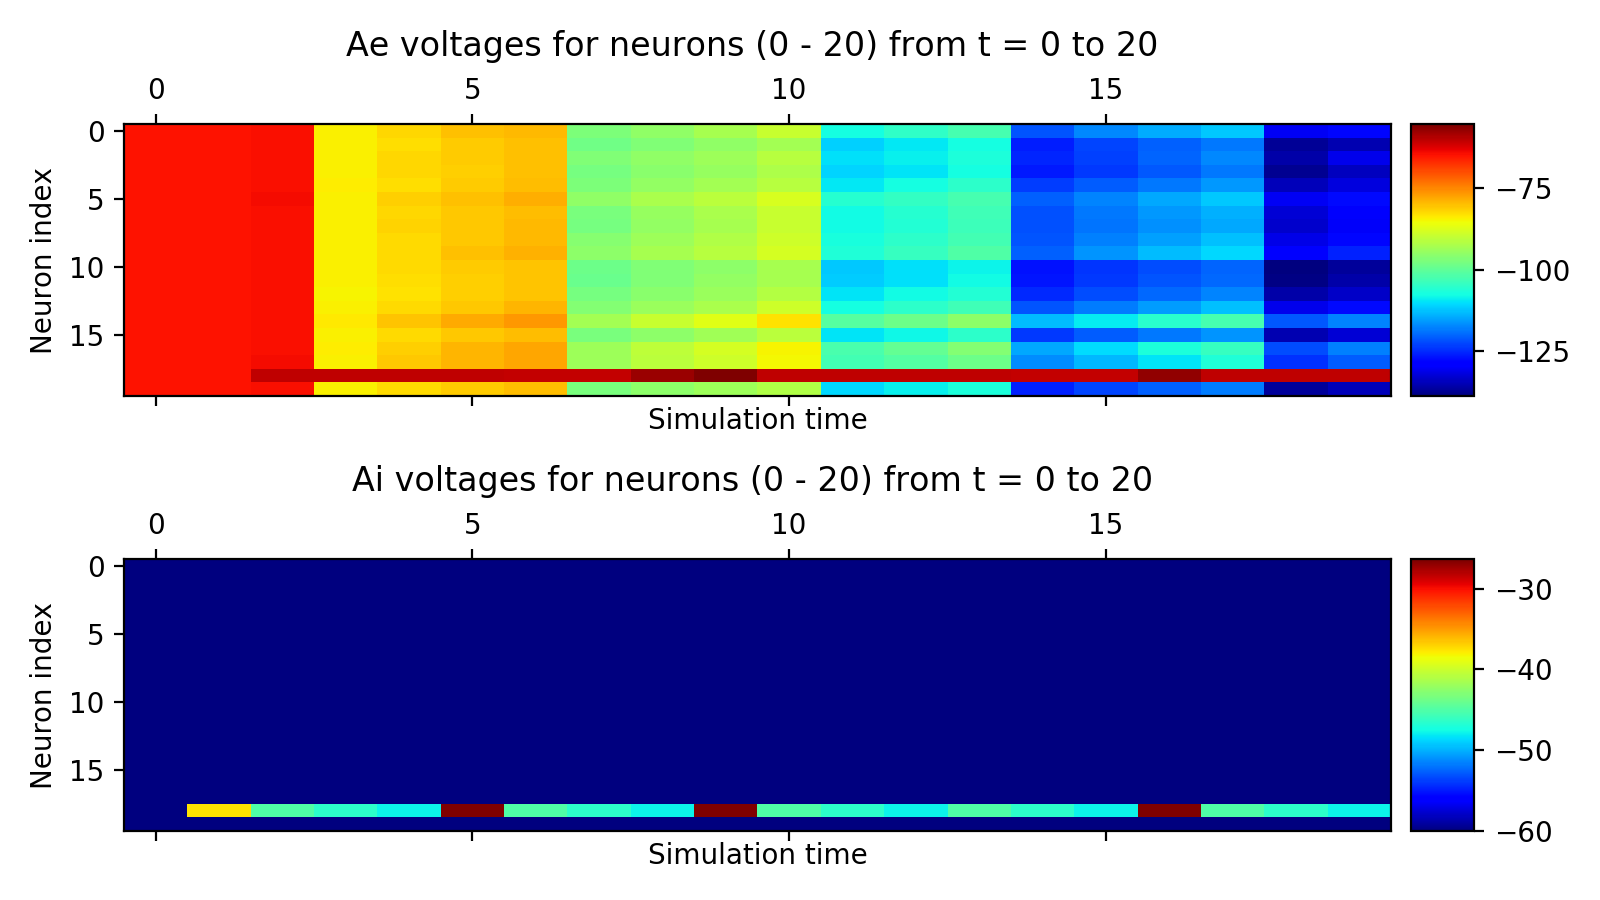 Ae voltages for neurons (0 - 20) from t = 0 to 20
0 5 10 15
Neuron index
0
5
10
15
−75
−100
−125
Simulation time
Ai voltages for neurons (0 - 20) from t = 0 to 20
0 5 10 15
Neuron index
0
5
10
15
−30
−40
−50
−60
Simulation time